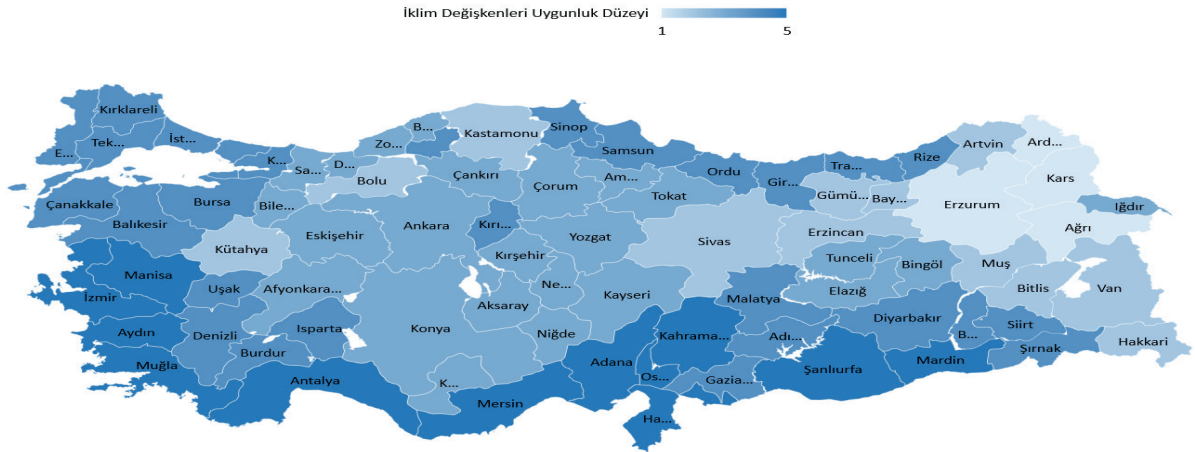 İklim Değişkenleri Uygunluk Düzeyi
1 5
Kırklareli
Tek...
İst...
E...
K...
Sa...
D...
Zo...
B...
Kastamonu
Sinop
Samsun
Ordu
Gir...
Tra...
Rize
Artvin
Ard...
Kars
Bolu
Çankırı
Çorum
Am...
Tokat
Gümü...
Bay...
Erzurum
Iğdır
Ağrı
Çanakkale
Bursa
Bile...
Balıkesir
Eskişehir
Ankara
Kırı...
Yozgat
Sivas
Erzincan
Kütahya
Kırşehir
Tunceli
Bingöl
Muş
Manisa
Uşak
Afyonkara...
Ne...
Kayseri
Malatya
Elazığ
Bitlis
Van
İzmir
Aksaray
Aydın
Denizli
Isparta
Konya
Niğde
Kahrama...
Adı...
Diyarbakır
B...
Siirt
Şırnak
Hakkari
Muğla
Burdur
Antalya
K...
Mersin
Adana
Os...
Gazia...
Şanlıurfa
Mardin
Ha...